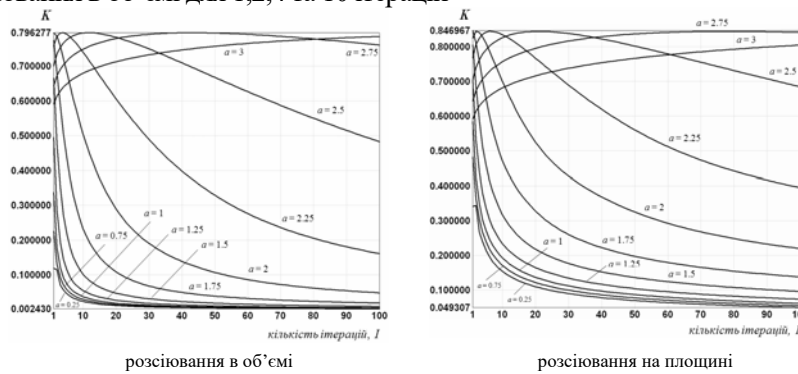 K
0.796277
0.700000
0.600000
0.500000
0.400000
0.300000
0.200000
0.100000
0.002430
a = 3
a = 2.75
a = 2.5
a = 2.25
a = 2
a = 1.75
a = 1.5
a = 1.25
a = 1
a = 0.75
a = 0.25
1 10 20 30 40 50 60 70 80 90 100
кількість ітерацій, I
розсіювання в об’ємі
K
0.846967
0.800000
0.700000
0.600000
0.500000
0.400000
0.300000
0.200000
0.100000
0.049307
a = 2.75
a = 3
a = 2.5
a = 2.25
a = 2
a = 1.75
a = 1
a = 1.25
a = 1.5
a = 0.75
a = 0.25
1 10 20 30 40 50 60 70 80 90 100
кількість ітерацій, I
розсіювання на площині